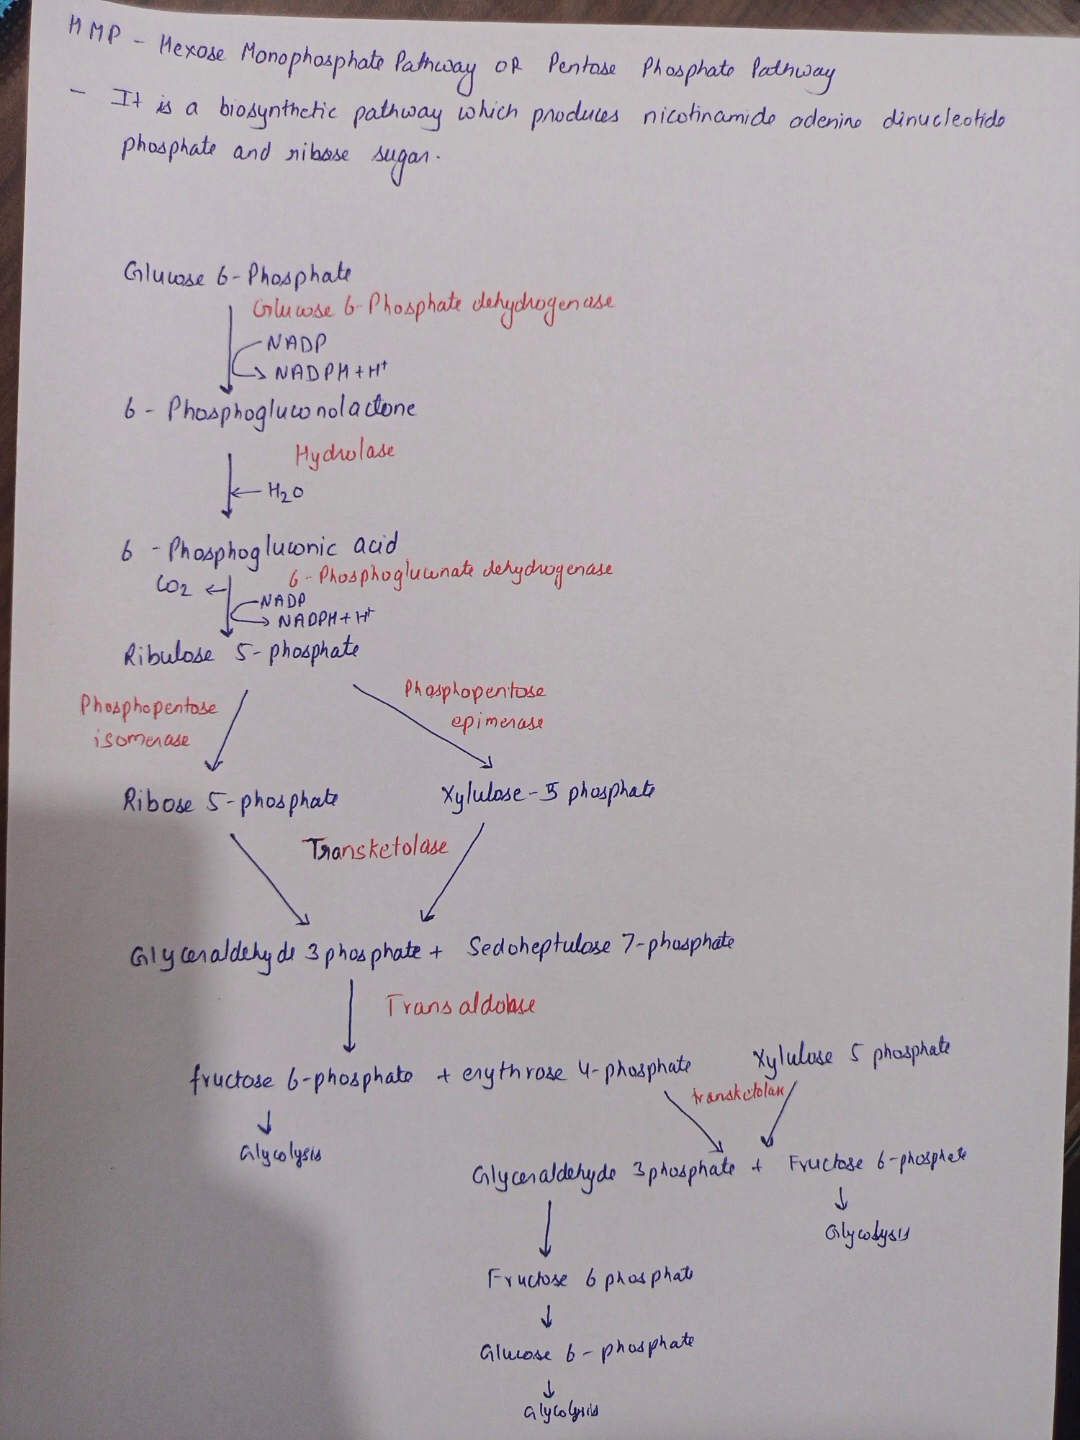 HMP - Hexose Monophosphate Pathway OR Pentose Phosphate Pathway
- It is a biosynthetic pathway which produces nicotinamide adenine dinucleotide
phosphate and ribose sugar.
Glucose 6-Phosphate
Glucose 6-Phosphate dehydrogenase
NADP
NADPH+H⁺
6 - Phosphogluconolactone
Hydrolase
H₂O
6 - Phosphogluconic acid
6 - Phosphogluconate dehydrogenase
CO₂
NADP
NADPH+H⁺
Ribulose 5-phosphate
Phosphopentose
isomerase
Phosphopentose
epimerase
Ribose 5-phosphate
Xylulose-5 phosphate
Transketolase
Glyceraldehyde 3 phosphate + Sedoheptulose 7-phosphate
Transaldolase
fructose 6-phosphate + erythrose 4-phosphate
Xylulose 5 phosphate
transketolase
Glycolysis
Glyceraldehyde 3 phosphate + Fructose 6-phosphate
Glycolysis
Fructose 6 phosphate
Glucose 6 - phosphate
Glycolysis